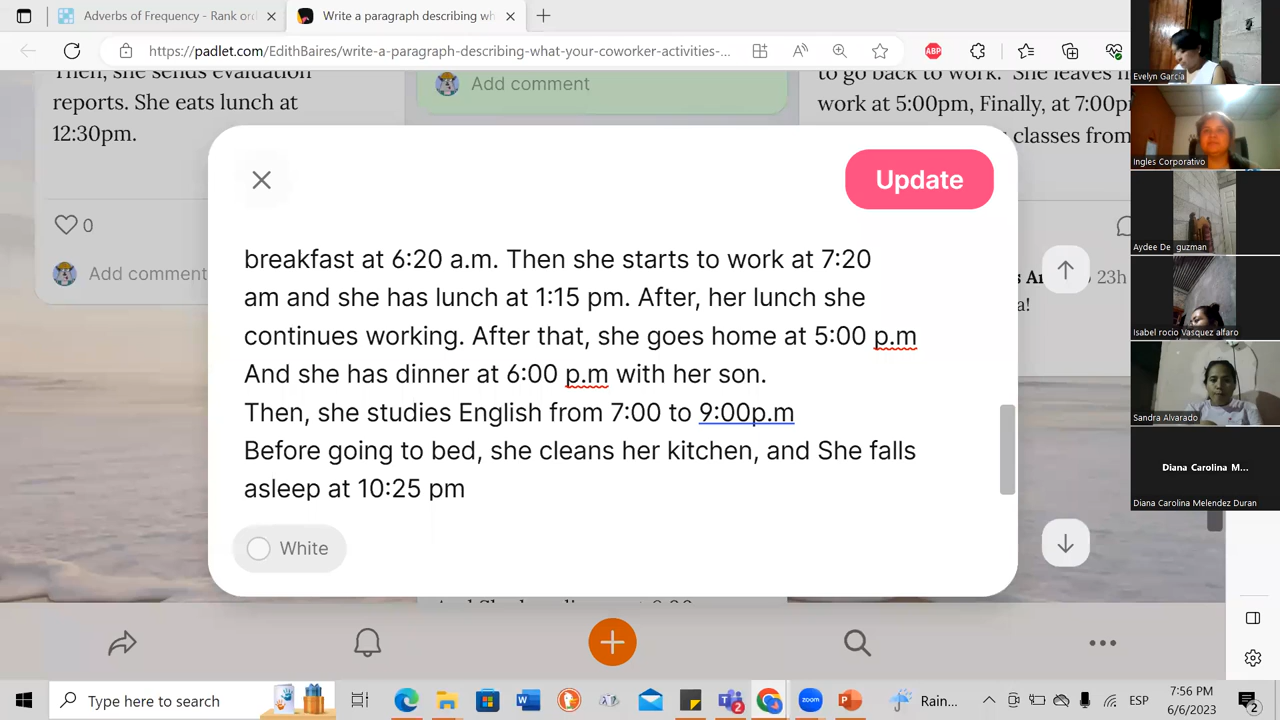 Adverbs of Frequency - Rank ord
Write a paragraph describing wh
https://padlet.com/EdithBaires/write-a-paragraph-describing-what-your-coworker-activities-...
ABP
Then, she sends evaluation
reports. She eats lunch at
12:30pm.
0
Add comment
Add comment
to go back to work. She leaves
work at 5:00pm, Finally, at 7:00p
classes from
23h
a!
Update
breakfast at 6:20 a.m. Then she starts to work at 7:20
am and she has lunch at 1:15 pm. After, her lunch she
continues working. After that, she goes home at 5:00 p.m
And she has dinner at 6:00 p.m with her son.
Then, she studies English from 7:00 to 9:00p.m
Before going to bed, she cleans her kitchen, and She falls
asleep at 10:25 pm
White
Evelyn García
Ingles Corporativo
Aydee De guzman
Isabel rocio Vasquez alfaro
Sandra Alvarado
Diana Carolina M...
Diana Carolina Melendez Duran
Type here to search
2
zoom
Rain...
ESP
7:56 PM
6/6/2023
2